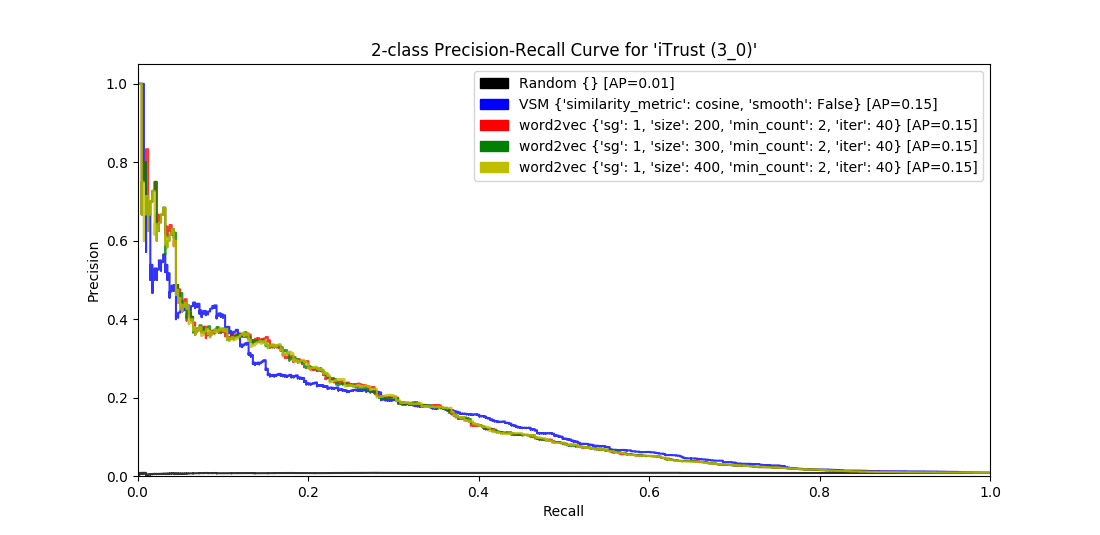 2-class Precision-Recall Curve for 'iTrust (3_0)'
Random {} [AP=0.01]
VSM {'similarity_metric': cosine, 'smooth': False} [AP=0.15]
word2vec {'sg': 1, 'size': 200, 'min_count': 2, 'iter': 40} [AP=0.15]
word2vec {'sg': 1, 'size': 300, 'min_count': 2, 'iter': 40} [AP=0.15]
word2vec {'sg': 1, 'size': 400, 'min_count': 2, 'iter': 40} [AP=0.15]
Precision
1.0
0.8
0.6
0.4
0.2
0.0
0.0 0.2 0.4 0.6 0.8 1.0
Recall